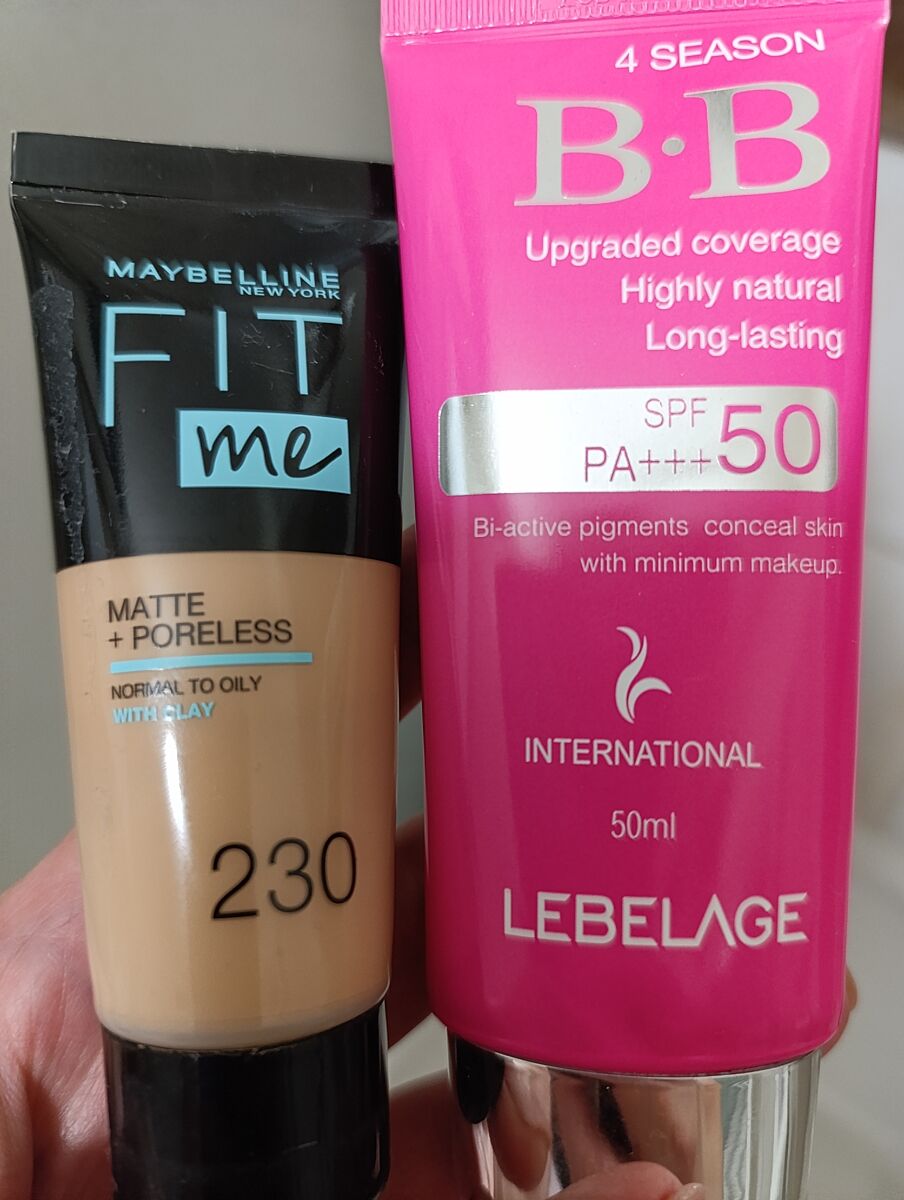 MAYBELLINE
NEW YORK
FIT
me
MATTE
+ PORELESS
NORMAL TO OILY
WITH CLAY
230
4 SEASON
B·B
Upgraded coverage
Highly natural
Long-lasting
SPF
PA+++50
Bi-active pigments conceal skin
with minimum makeup.
INTERNATIONAL
50ml
LEBELAGE